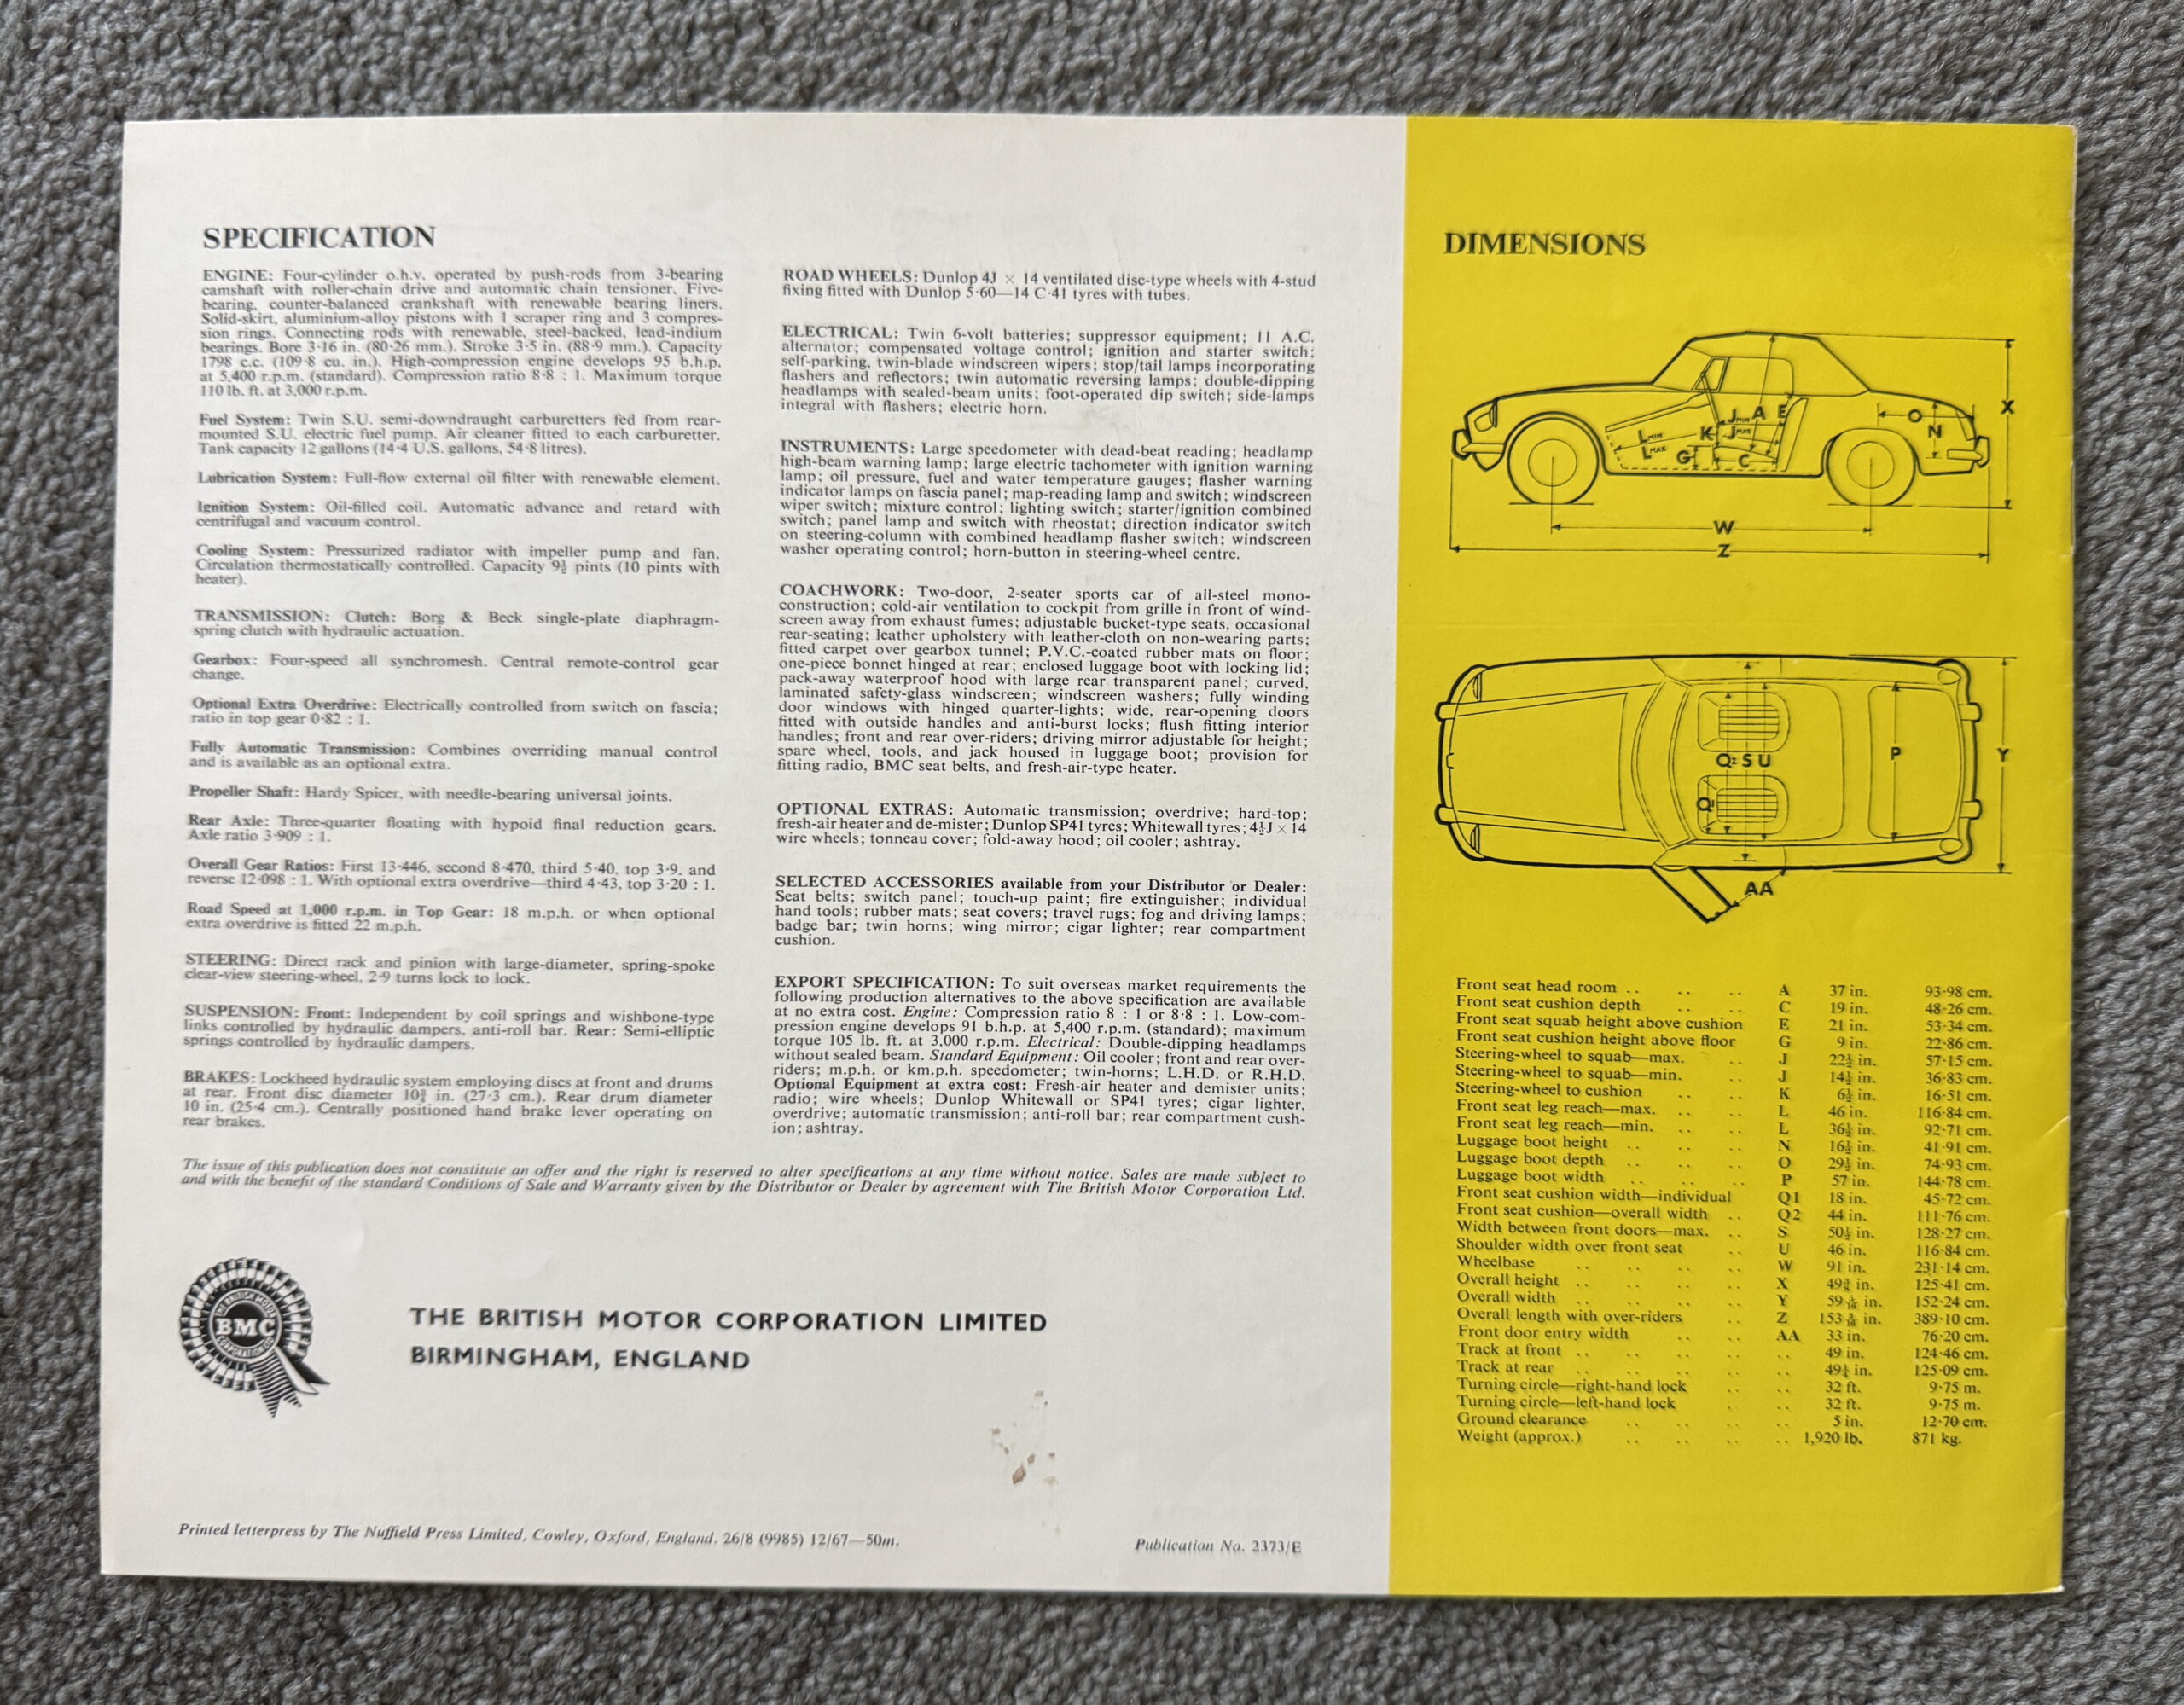 SPECIFICATION
ENGINE: Four-cylinder o.h.v. operated by push-rods from 3-bearing
camshaft with roller-chain drive and automatic chain tensioner. Five-
bearing, counter-balanced crankshaft with renewable bearing liners.
Solid-skirt, aluminium-alloy pistons with 1 scraper ring and 3 compres-
sion rings. Connecting rods with renewable, steel-backed, lead-indium
bearings. Bore 3·16 in. (80·26 mm.). Stroke 3·5 in. (88·9 mm.). Capacity
1798 c.c. (109·8 cu. in.). High-compression engine develops 95 b.h.p.
at 5,400 r.p.m. (standard). Compression ratio 8·8 : 1. Maximum torque
110 lb. ft. at 3,000 r.p.m.
Fuel System: Twin S.U. semi-downdraught carburetters fed from rear-
mounted S.U. electric fuel pump. Air cleaner fitted to each carburetter.
Tank capacity 12 gallons (14·4 U.S. gallons, 54·8 litres).
Lubrication System: Full-flow external oil filter with renewable element.
Ignition System: Oil-filled coil. Automatic advance and retard with
centrifugal and vacuum control.
Cooling System: Pressurized radiator with impeller pump and fan.
Circulation thermostatically controlled. Capacity 9½ pints (10 pints with
heater).
TRANSMISSION: Clutch: Borg & Beck single-plate diaphragm-
spring clutch with hydraulic actuation.
Gearbox: Four-speed all synchromesh. Central remote-control gear
change.
Optional Extra Overdrive: Electrically controlled from switch on fascia;
ratio in top gear 0·82 : 1.
Fully Automatic Transmission: Combines overriding manual control
and is available as an optional extra.
Propeller Shaft: Hardy Spicer, with needle-bearing universal joints.
Rear Axle: Three-quarter floating with hypoid final reduction gears.
Axle ratio 3·909 : 1.
Overall Gear Ratios: First 13·446, second 8·470, third 5·40, top 3·9, and
reverse 12·098 : 1. With optional extra overdrive—third 4·43, top 3·20 : 1.
Road Speed at 1,000 r.p.m. in Top Gear: 18 m.p.h. or when optional
extra overdrive is fitted 22 m.p.h.
STEERING: Direct rack and pinion with large-diameter, spring-spoke
clear-view steering-wheel, 2·9 turns lock to lock.
SUSPENSION: Front: Independent by coil springs and wishbone-type
links controlled by hydraulic dampers, anti-roll bar. Rear: Semi-elliptic
springs controlled by hydraulic dampers.
BRAKES: Lockheed hydraulic system employing discs at front and drums
at rear. Front disc diameter 10¾ in. (27·3 cm.). Rear drum diameter
10 in. (25·4 cm.). Centrally positioned hand brake lever operating on
rear brakes.
ROAD WHEELS: Dunlop 4J × 14 ventilated disc-type wheels with 4-stud
fixing fitted with Dunlop 5·60—14 C·41 tyres with tubes.
ELECTRICAL: Twin 6-volt batteries; suppressor equipment; 11 A.C.
alternator; compensated voltage control; ignition and starter switch;
self-parking, twin-blade windscreen wipers; stop/tail lamps incorporating
flashers and reflectors; twin automatic reversing lamps; double-dipping
headlamps with sealed-beam units; foot-operated dip switch; side-lamps
integral with flashers; electric horn.
INSTRUMENTS: Large speedometer with dead-beat reading; headlamp
high-beam warning lamp; large electric tachometer with ignition warning
lamp; oil pressure, fuel and water temperature gauges; flasher warning
indicator lamps on fascia panel; map-reading lamp and switch; windscreen
wiper switch; mixture control; lighting switch; starter/ignition combined
switch; panel lamp and switch with rheostat; direction indicator switch
on steering-column with combined headlamp flasher switch; windscreen
washer operating control; horn-button in steering-wheel centre.
COACHWORK: Two-door, 2-seater sports car of all-steel mono-
construction; cold-air ventilation to cockpit from grille in front of wind-
screen away from exhaust fumes; adjustable bucket-type seats, occasional
rear-seating; leather upholstery with leather-cloth on non-wearing parts;
fitted carpet over gearbox tunnel; P.V.C.-coated rubber mats on floor;
one-piece bonnet hinged at rear; enclosed luggage boot with locking lid;
pack-away waterproof hood with large rear transparent panel; curved,
laminated safety-glass windscreen; windscreen washers; fully winding
door windows with hinged quarter-lights; wide, rear-opening doors
fitted with outside handles and anti-burst locks; flush fitting interior
handles; front and rear over-riders; driving mirror adjustable for height;
spare wheel, tools, and jack housed in luggage boot; provision for
fitting radio, BMC seat belts, and fresh-air-type heater.
OPTIONAL EXTRAS: Automatic transmission; overdrive; hard-top;
fresh-air heater and de-mister; Dunlop SP41 tyres; Whitewall tyres; 4½J × 14
wire wheels; tonneau cover; fold-away hood; oil cooler; ashtray.
SELECTED ACCESSORIES available from your Distributor or Dealer:
Seat belts; switch panel; touch-up paint; fire extinguisher; individual
hand tools; rubber mats; seat covers; travel rugs; fog and driving lamps;
badge bar; twin horns; wing mirror; cigar lighter; rear compartment
cushion.
EXPORT SPECIFICATION: To suit overseas market requirements the
following production alternatives to the above specification are available
at no extra cost. Engine: Compression ratio 8 : 1 or 8·8 : 1. Low-com-
pression engine develops 91 b.h.p. at 5,400 r.p.m. (standard); maximum
torque 105 lb. ft. at 3,000 r.p.m. Electrical: Double-dipping headlamps
without sealed beam. Standard Equipment: Oil cooler; front and rear over-
riders; m.p.h. or km.p.h. speedometer; twin-horns; L.H.D. or R.H.D.
Optional Equipment at extra cost: Fresh-air heater and demister units;
radio; wire wheels; Dunlop Whitewall or SP41 tyres; cigar lighter,
overdrive; automatic transmission; anti-roll bar; rear compartment cush-
ion; ashtray.
The issue of this publication does not constitute an offer and the right is reserved to alter specifications at any time without notice. Sales are made subject to
and with the benefit of the standard Conditions of Sale and Warranty given by the Distributor or Dealer by agreement with The British Motor Corporation Ltd.
BMC
THE BRITISH MOTOR CORPORATION LIMITED
BIRMINGHAM, ENGLAND
Printed letterpress by The Nuffield Press Limited, Cowley, Oxford, England. 26/8 (9985) 12/67—50m.
Publication No. 2373/E
DIMENSIONS
J MIN A E
L MIN K J MAX
L MAX G C
O
N
X
W
Z
Q2 S U
Q1
P
Y
AA
Front seat head room .. .. .. A 37 in. 93·98 cm.
Front seat cushion depth .. .. C 19 in. 48·26 cm.
Front seat squab height above cushion E 21 in. 53·34 cm.
Front seat cushion height above floor G 9 in. 22·86 cm.
Steering-wheel to squab—max. .. J 22½ in. 57·15 cm.
Steering-wheel to squab—min. .. J 14½ in. 36·83 cm.
Steering-wheel to cushion .. .. K 6½ in. 16·51 cm.
Front seat leg reach—max. .. .. L 46 in. 116·84 cm.
Front seat leg reach—min. .. .. L 36½ in. 92·71 cm.
Luggage boot height .. .. .. N 16½ in. 41·91 cm.
Luggage boot depth .. .. .. O 29½ in. 74·93 cm.
Luggage boot width .. .. .. P 57 in. 144·78 cm.
Front seat cushion width—individual Q1 18 in. 45·72 cm.
Front seat cushion—overall width .. Q2 44 in. 111·76 cm.
Width between front doors—max. .. S 50½ in. 128·27 cm.
Shoulder width over front seat .. U 46 in. 116·84 cm.
Wheelbase .. .. .. .. W 91 in. 231·14 cm.
Overall height .. .. .. .. X 49⅜ in. 125·41 cm.
Overall width .. .. .. .. Y 59 in. 152·24 cm.
Overall length with over-riders .. Z 153 in. 389·10 cm.
Front door entry width .. .. AA 33 in. 76·20 cm.
Track at front .. .. .. .. .. 49 in. 124·46 cm.
Track at rear .. .. .. .. .. 49¼ in. 125·09 cm.
Turning circle—right-hand lock .. .. 32 ft. 9·75 m.
Turning circle—left-hand lock .. .. 32 ft. 9·75 m.
Ground clearance .. .. .. .. 5 in. 12·70 cm.
Weight (approx.) .. .. .. .. 1,920 lb. 871 kg.